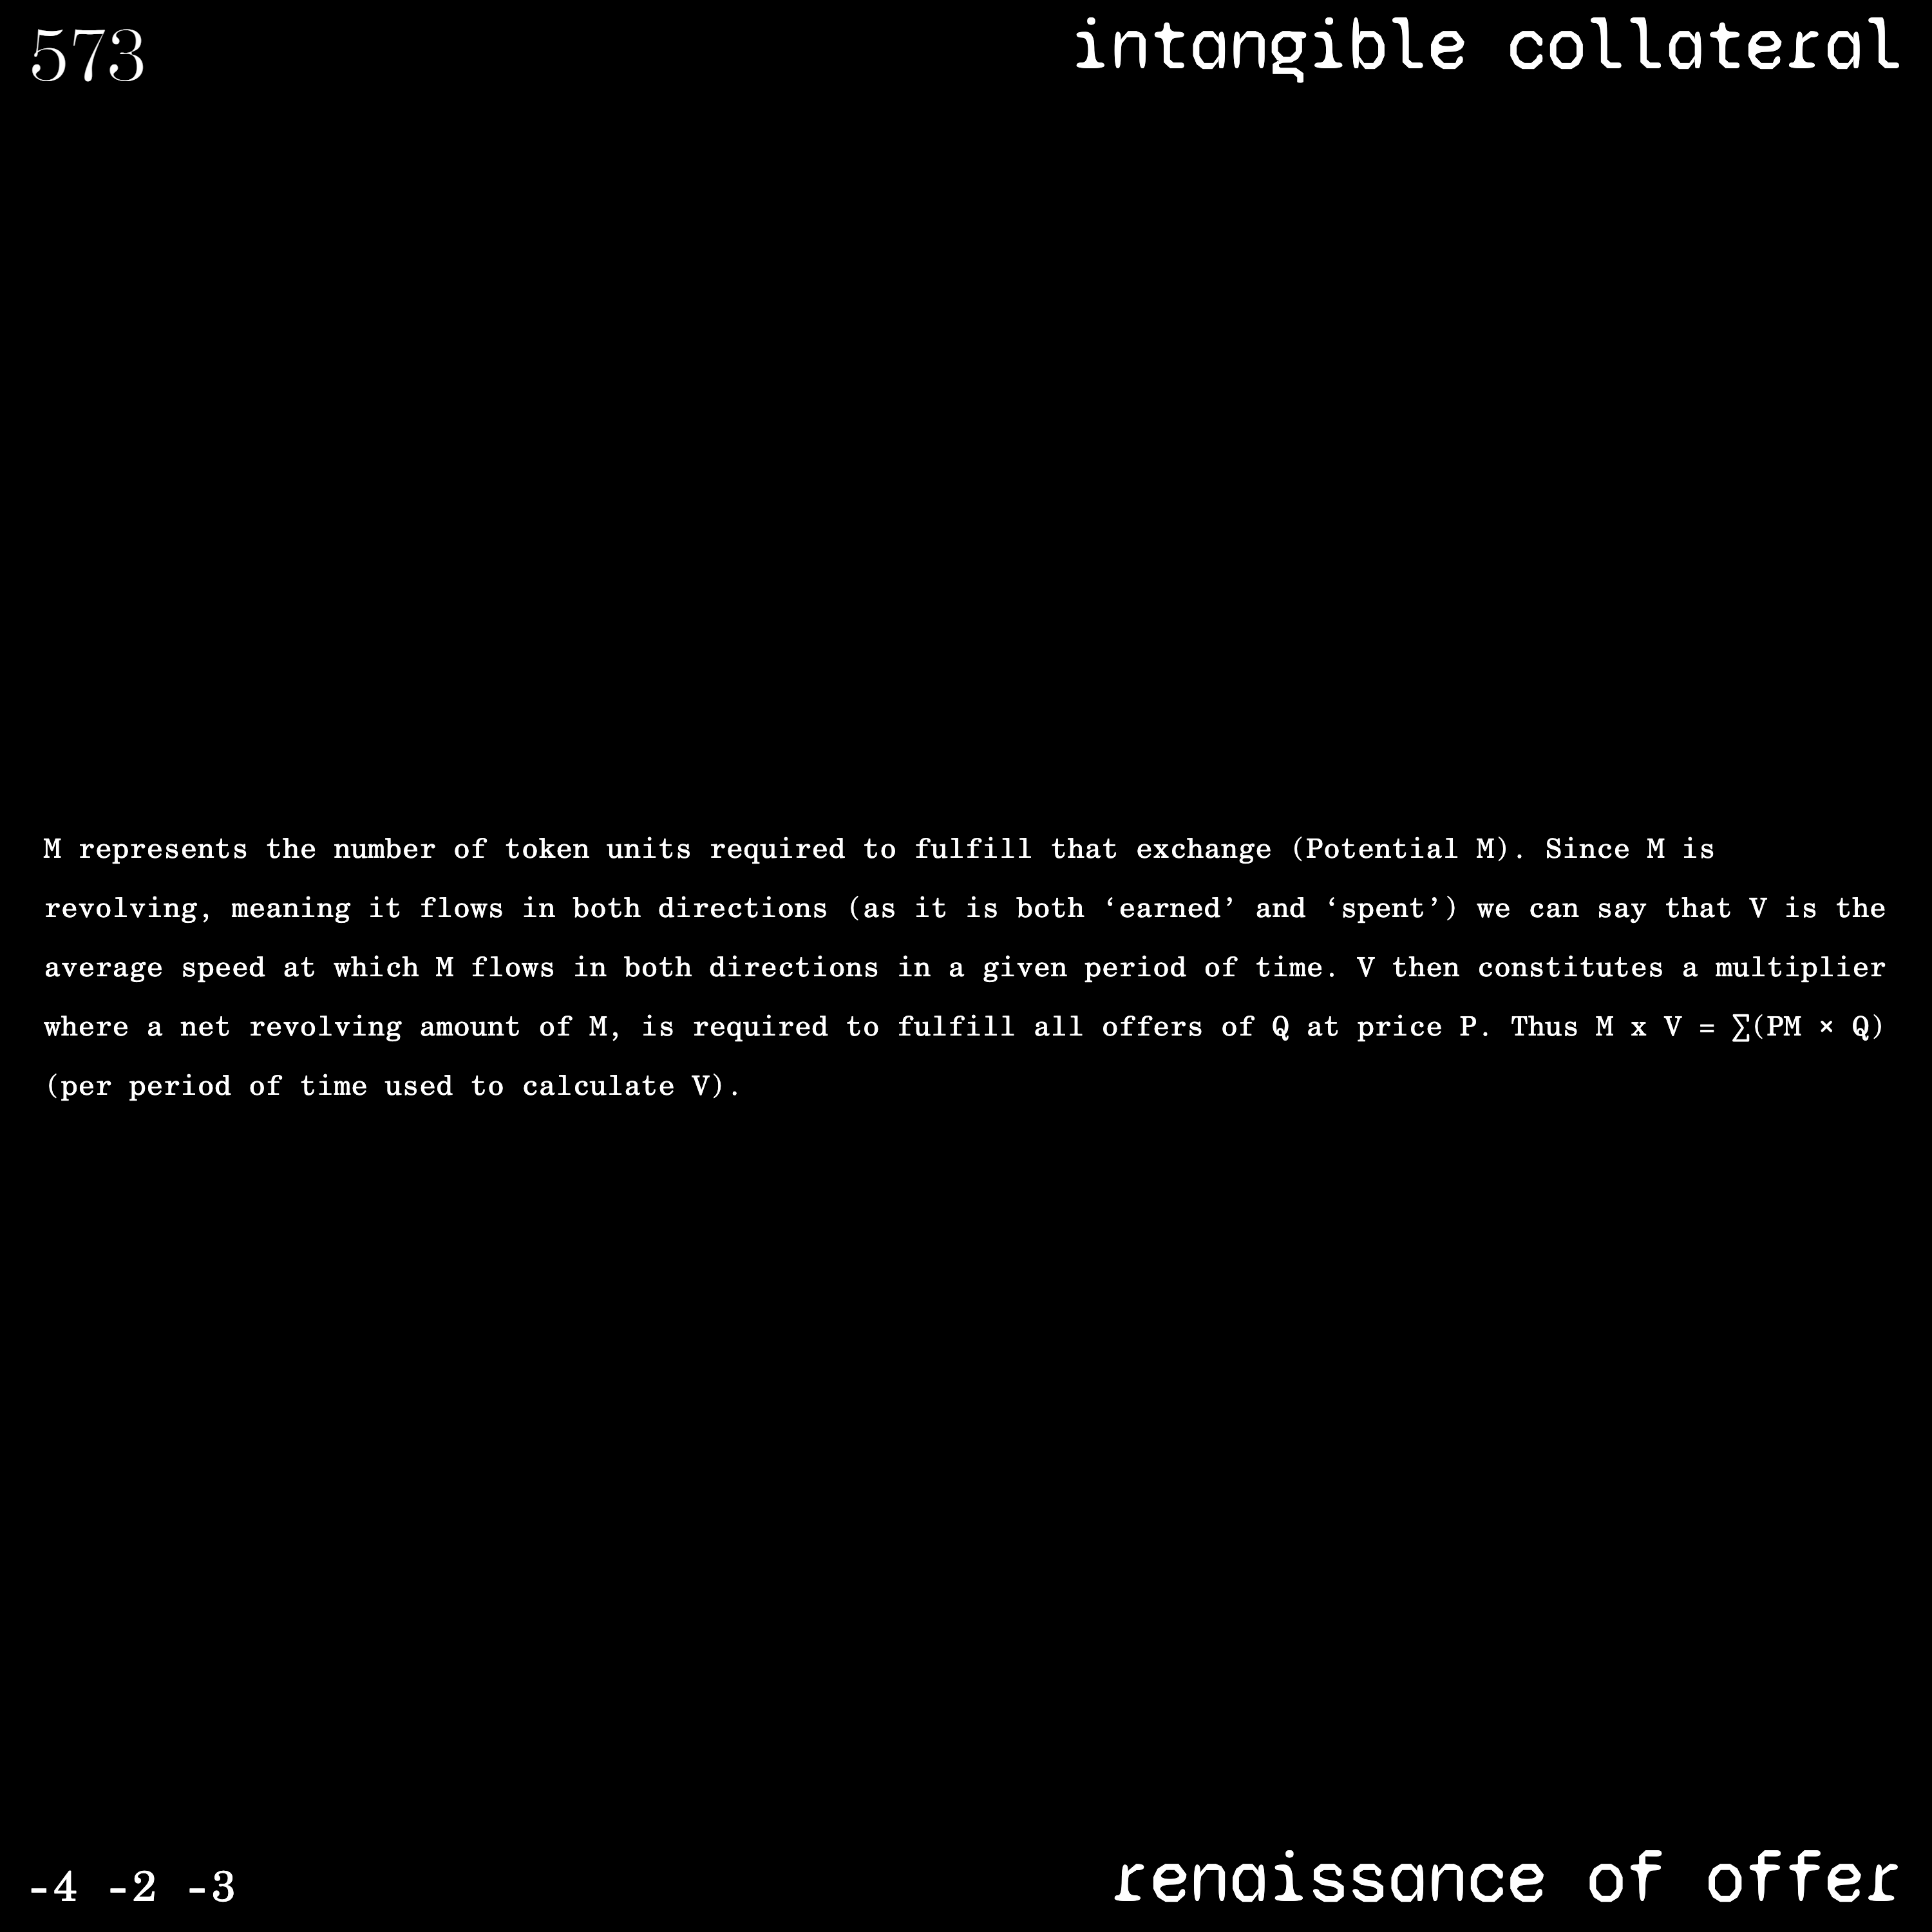 573
intangible collateral
M represents the number of token units required to fulfill that exchange (Potential M). Since M is
revolving, meaning it flows in both directions (as it is both ‘earned’ and ‘spent’) we can say that V is the
average speed at which M flows in both directions in a given period of time. V then constitutes a multiplier
where a net revolving amount of M, is required to fulfill all offers of Q at price P. Thus M x V = ∑(PM × Q)
(per period of time used to calculate V).
-4 -2 -3
renaissance of offer